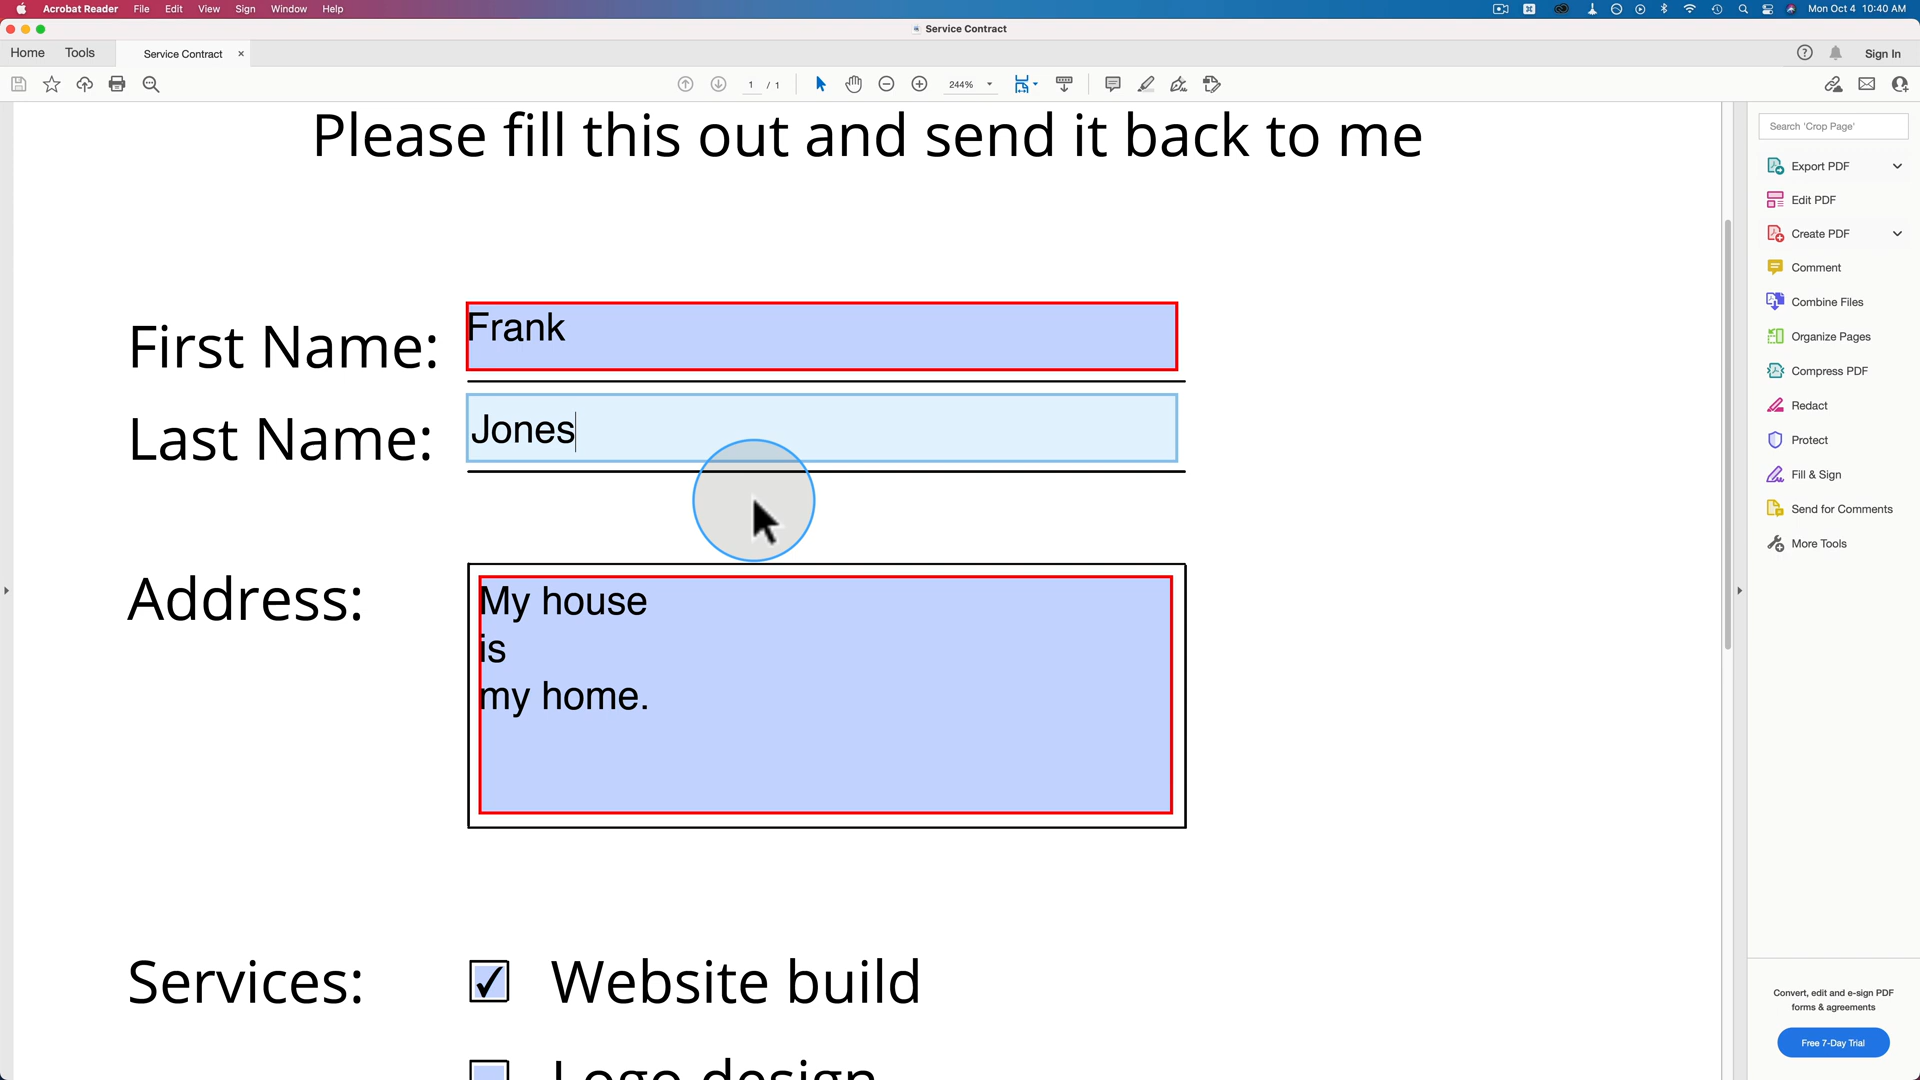 Acrobat Reader File Edit View Sign Window Help Mon Oct 4 10:40 AM
Service Contract
Home Tools Service Contract × Sign In
1 / 1 244%
Please fill this out and send it back to me
First Name: Frank
Last Name: Jones
Address: My house
is
my home.
Services: ✓ Website build
Logo design
Search 'Crop Page'
Export PDF
Edit PDF
Create PDF
Comment
Combine Files
Organize Pages
Compress PDF
Redact
Protect
Fill & Sign
Send for Comments
More Tools
Convert, edit and e-sign PDF
forms & agreements
Free 7-Day Trial